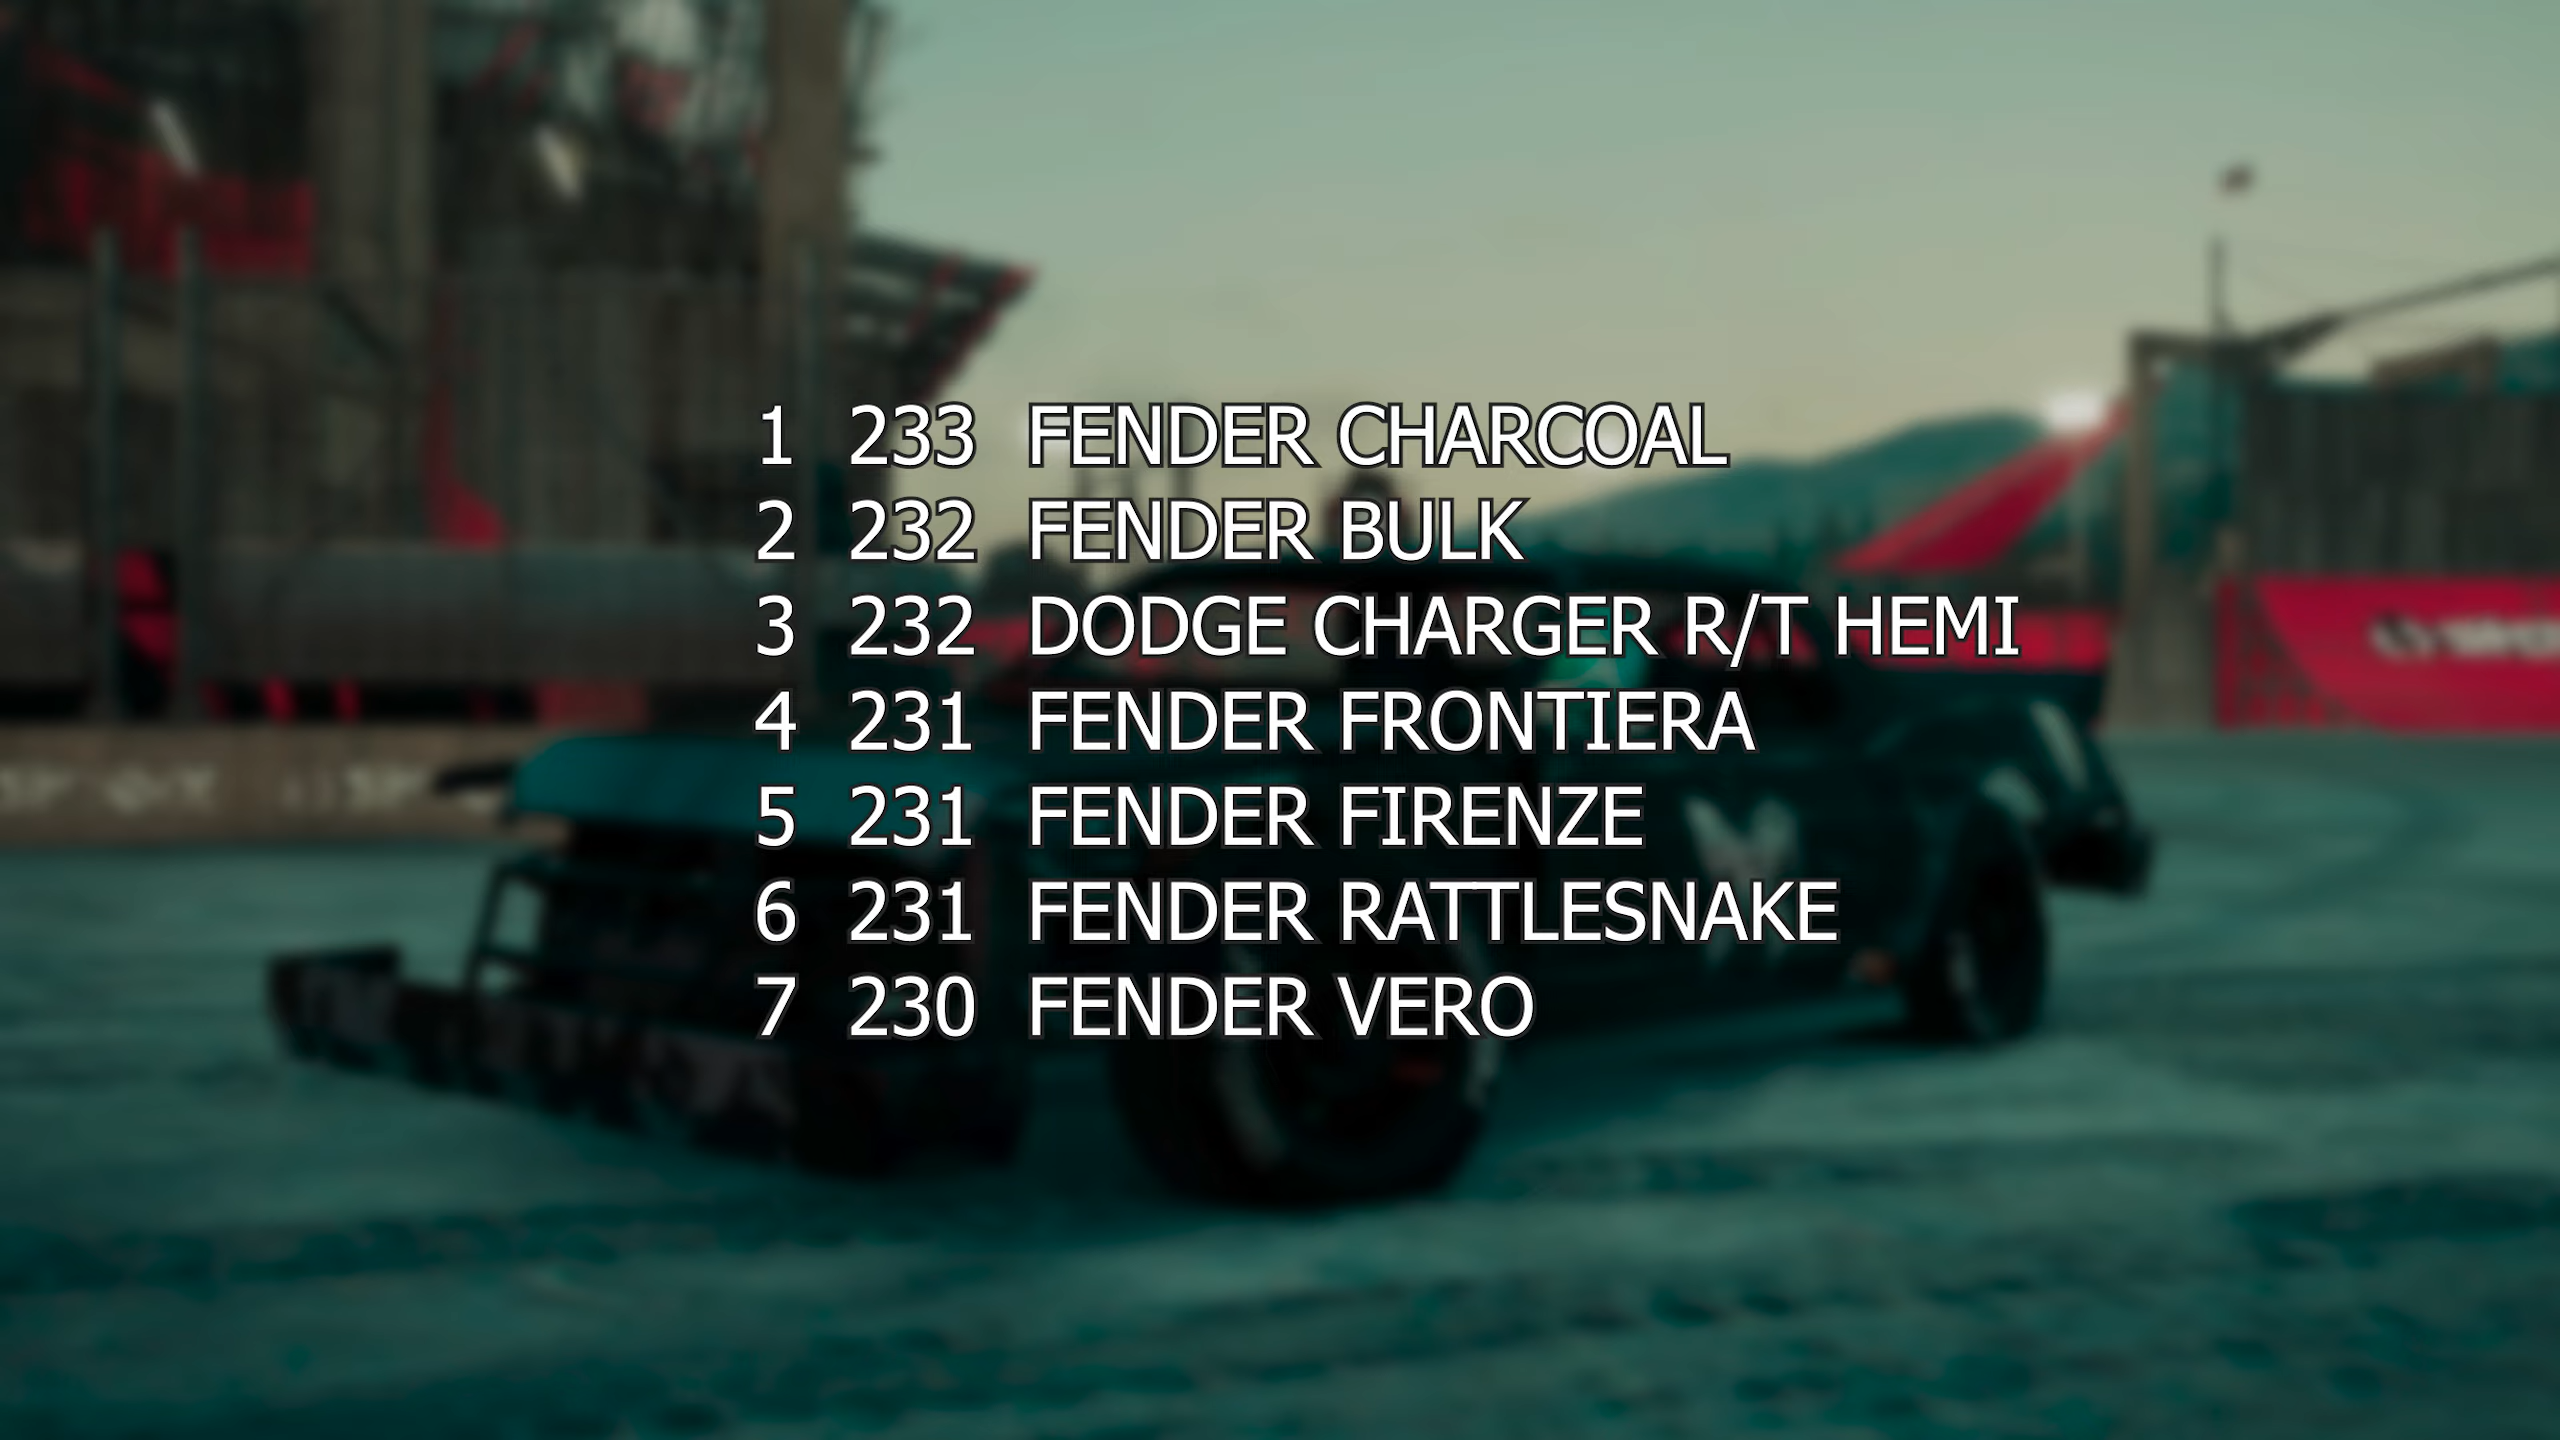 1 233 FENDER CHARCOAL
2 232 FENDER BULK
3 232 DODGE CHARGER R/T HEMI
4 231 FENDER FRONTIERA
5 231 FENDER FIRENZE
6 231 FENDER RATTLESNAKE
7 230 FENDER VERO